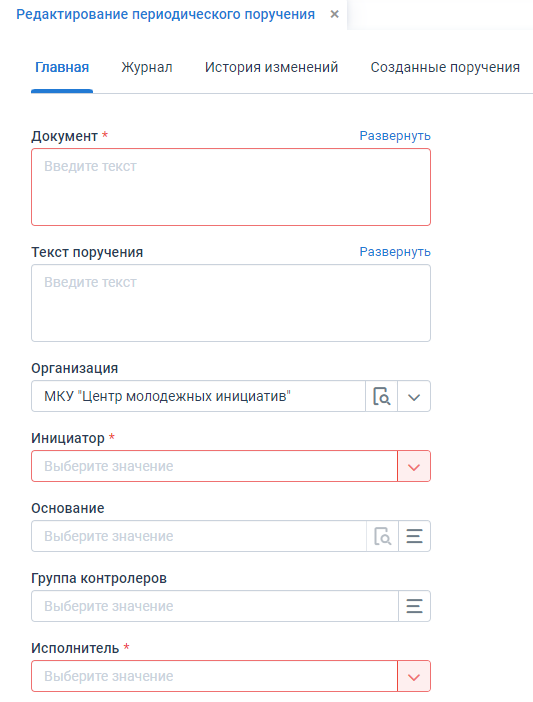 Редактирование периодического поручения ×
Главная Журнал История изменений Созданные поручения
Документ * Развернуть
Введите текст
Текст поручения Развернуть
Введите текст
Организация
МКУ "Центр молодежных инициатив"
Инициатор *
Выберите значение
Основание
Выберите значение
Группа контролеров
Выберите значение
Исполнитель *
Выберите значение